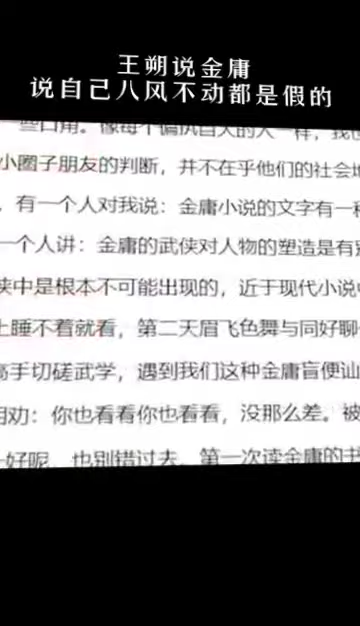 王朔说金庸
说自己八风不动都是假的
些口角。像每个偏执自大的人一样，我也
小圈子朋友的判断，并不在乎他们的社会地
，有一个人对我说：金庸小说的文字有一种
一个人讲：金庸的武侠对人物的塑造是有别
侠中是根本不可能出现的，近于现代小说中
上睡不着就看，第二天眉飞色舞与同好聊
高手切磋武学，遇到我们这种金庸盲便讪
月劝：你也看看你也看看，没那么差。被
好呢，也别错过去。第一次读金庸的书